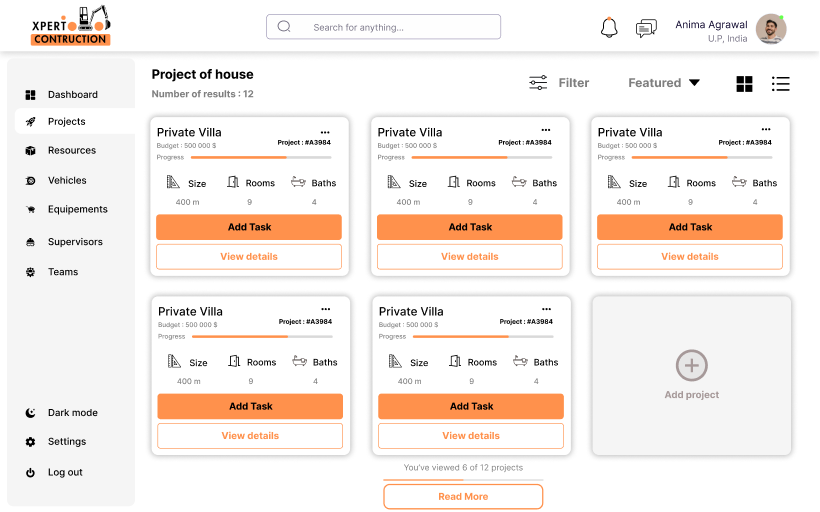 XPERT
CONTRUCTION
Search for anything...
Anima Agrawal
U.P, India
Dashboard
Projects
Resources
Vehicles
Equipements
Supervisors
Teams
Dark mode
Settings
Log out
Project of house
Number of results : 12
Filter
Featured
Private Villa
Budget : 500 000 $
Project : #A3984
Progress
Size
Rooms
Baths
400 m
9
4
Add Task
View details
Private Villa
Budget : 500 000 $
Project : #A3984
Progress
Size
Rooms
Baths
400 m
9
4
Add Task
View details
Private Villa
Budget : 500 000 $
Project : #A3984
Progress
Size
Rooms
Baths
400 m
9
4
Add Task
View details
Private Villa
Budget : 500 000 $
Project : #A3984
Progress
Size
Rooms
Baths
400 m
9
4
Add Task
View details
Private Villa
Budget : 500 000 $
Project : #A3984
Progress
Size
Rooms
Baths
400 m
9
4
Add Task
View details
Add project
You've viewed 6 of 12 projects
Read More